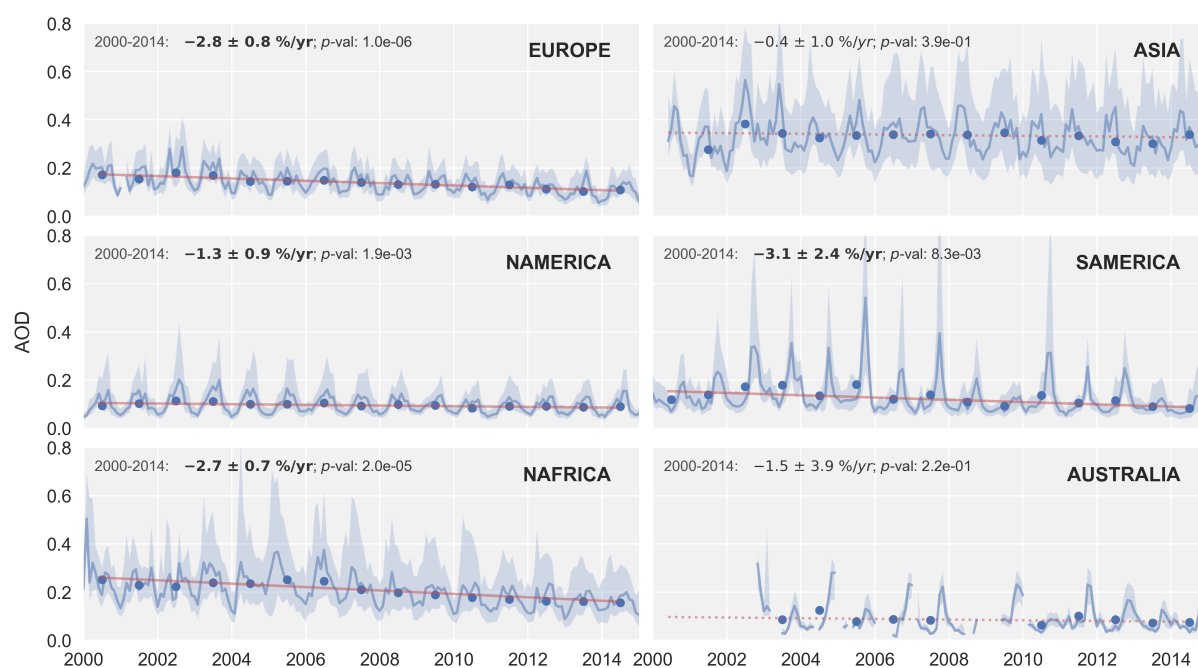 0.8
2000-2014: −2.8 ± 0.8 %/yr; p-val: 1.0e-06
EUROPE
0.6
0.4
0.2
0.0
2000-2014: −0.4 ± 1.0 %/yr; p-val: 3.9e-01
ASIA
0.8
2000-2014: −1.3 ± 0.9 %/yr; p-val: 1.9e-03
NAMERICA
0.6
0.4
0.2
0.0
AOD
2000-2014: −3.1 ± 2.4 %/yr; p-val: 8.3e-03
SAMERICA
0.8
2000-2014: −2.7 ± 0.7 %/yr; p-val: 2.0e-05
NAFRICA
0.6
0.4
0.2
0.0
2000 2002 2004 2006 2008 2010 2012 2014
2000-2014: −1.5 ± 3.9 %/yr; p-val: 2.2e-01
AUSTRALIA
2000 2002 2004 2006 2008 2010 2012 2014